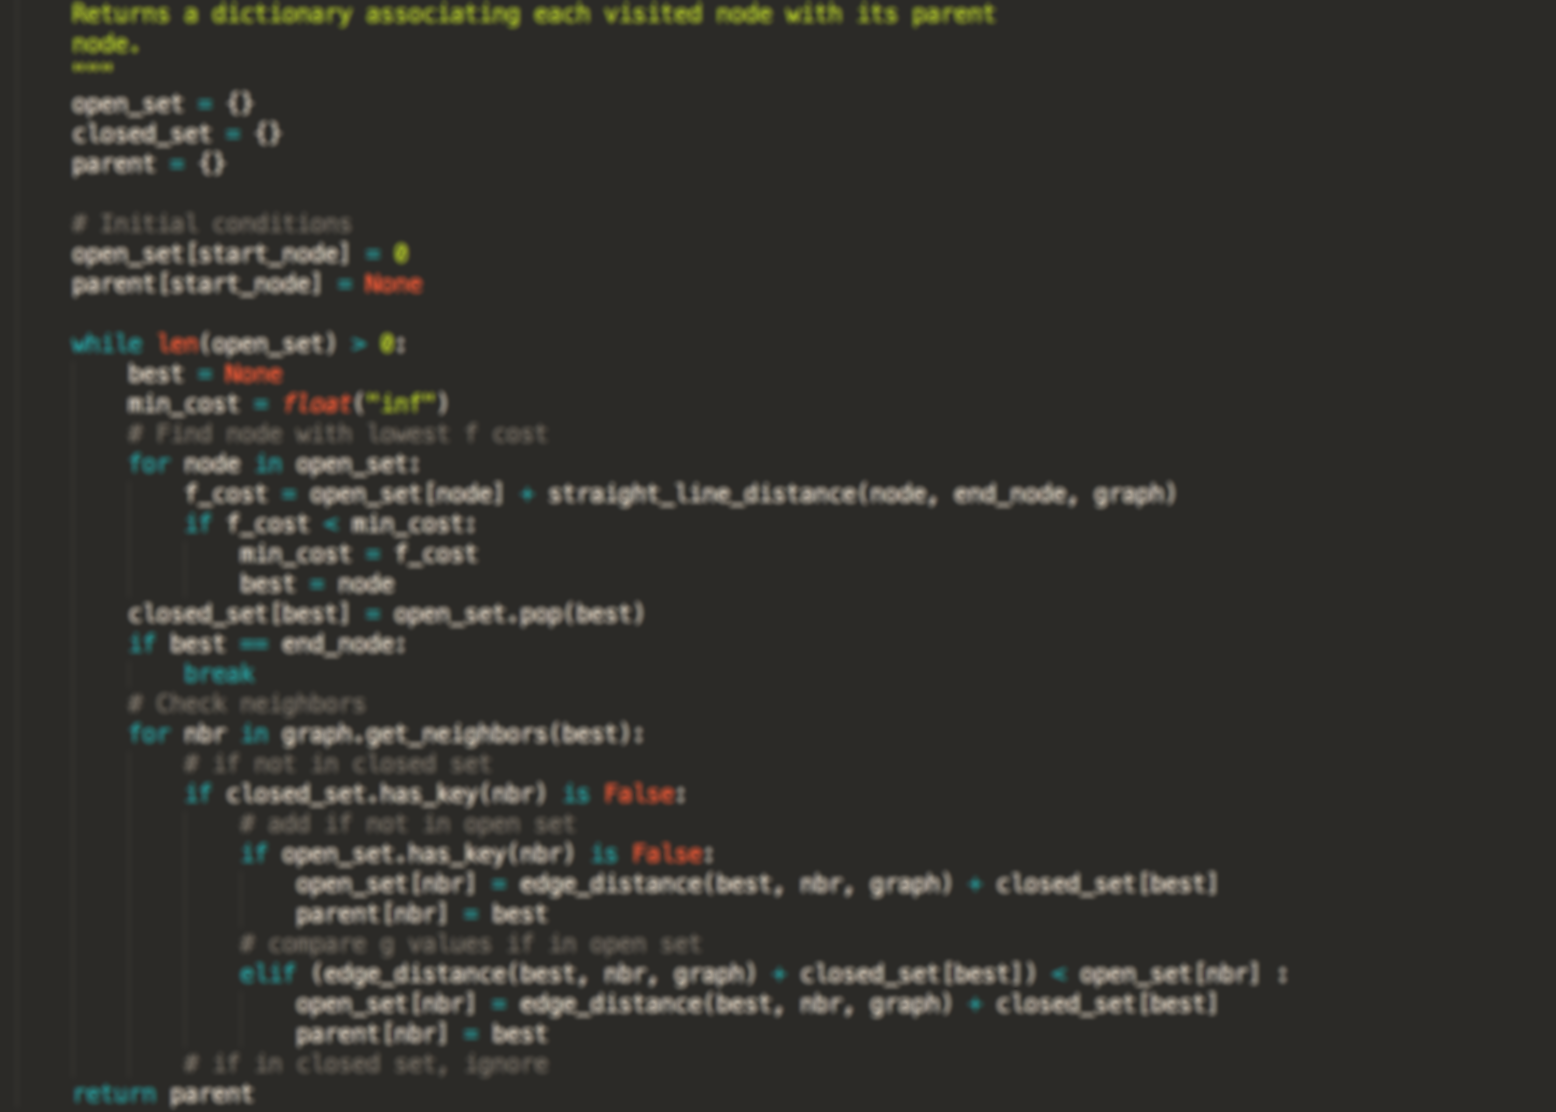 Returns a dictionary associating each visited node with its parent
node.
"""
open_set = {}
closed_set = {}
parent = {}
# Initial conditions
open_set[start_node] = 0
parent[start_node] = None
while len(open_set) > 0:
best = None
min_cost = float("inf")
# Find node with lowest f cost
for node in open_set:
f_cost = open_set[node] + straight_line_distance(node, end_node, graph)
if f_cost < min_cost:
min_cost = f_cost
best = node
closed_set[best] = open_set.pop(best)
if best == end_node:
break
# Check neighbors
for nbr in graph.get_neighbors(best):
# if not in closed set
if closed_set.has_key(nbr) is False:
# add if not in open set
if open_set.has_key(nbr) is False:
open_set[nbr] = edge_distance(best, nbr, graph) + closed_set[best]
parent[nbr] = best
# compare g values if in open set
elif (edge_distance(best, nbr, graph) + closed_set[best]) < open_set[nbr] :
open_set[nbr] = edge_distance(best, nbr, graph) + closed_set[best]
parent[nbr] = best
# if in closed set, ignore
return parent